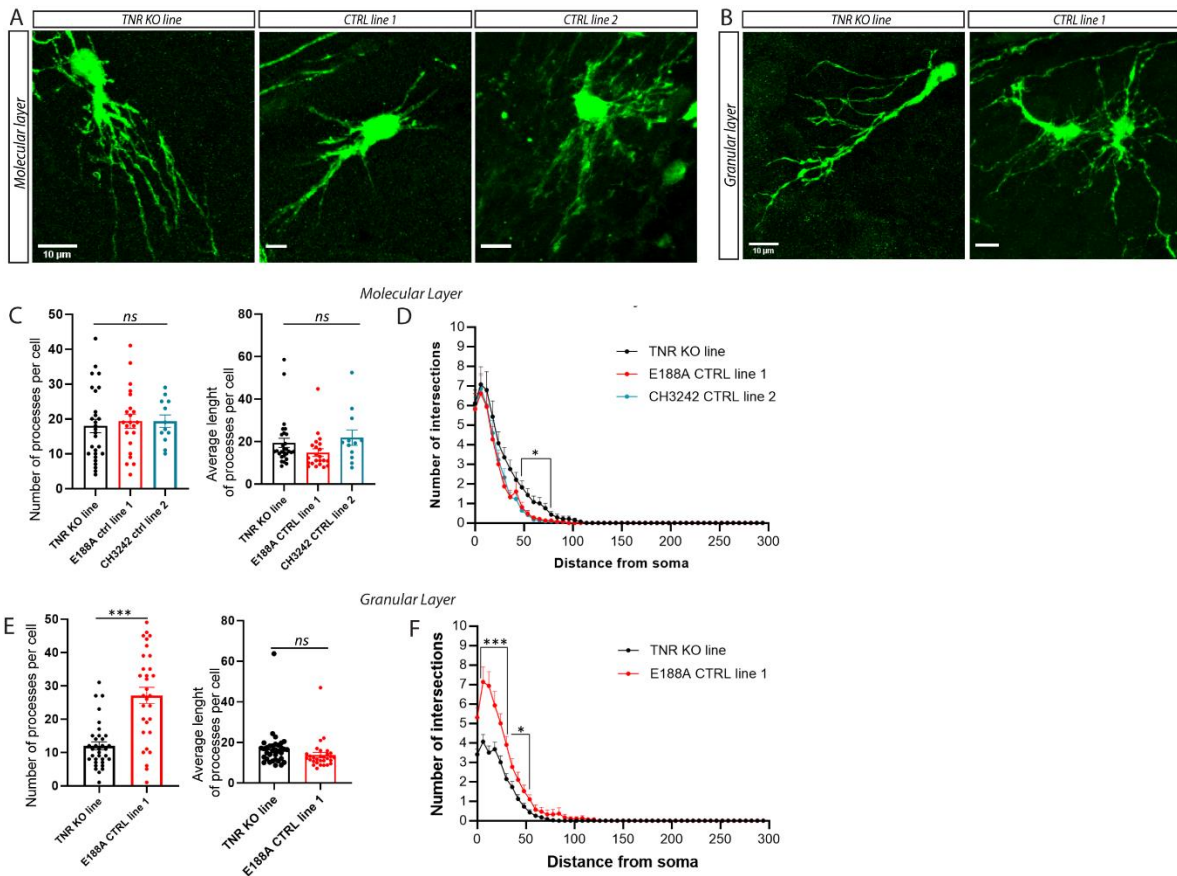 A
TNR KO line
CTRL line 1
CTRL line 2
Molecular layer
10 µm
B
TNR KO line
CTRL line 1
Granular layer
10 µm
Molecular Layer
C
Number of processes per cell
50
40
30
20
10
0
ns
TNR KO line
E188A ctrl line 1
CH3242 ctrl line 2
Average lenght
of processes per cell
80
60
40
20
0
ns
TNR KO line
E188A CTRL line 1
CH3242 CTRL line 2
D
Number of intersections
10
9
8
7
6
5
4
3
2
1
0
*
TNR KO line
E188A CTRL line 1
CH3242 CTRL line 2
0 50 100 150 200 250 300
Distance from soma
Granular Layer
E
Number of processes per cell
50
40
30
20
10
0
***
TNR KO line
E188A CTRL line 1
Average lenght
of processes per cell
80
60
40
20
0
ns
TNR KO line
E188A CTRL line 1
F
Number of intersections
10
9
8
7
6
5
4
3
2
1
0
***
*
TNR KO line
E188A CTRL line 1
0 50 100 150 200 250 300
Distance from soma